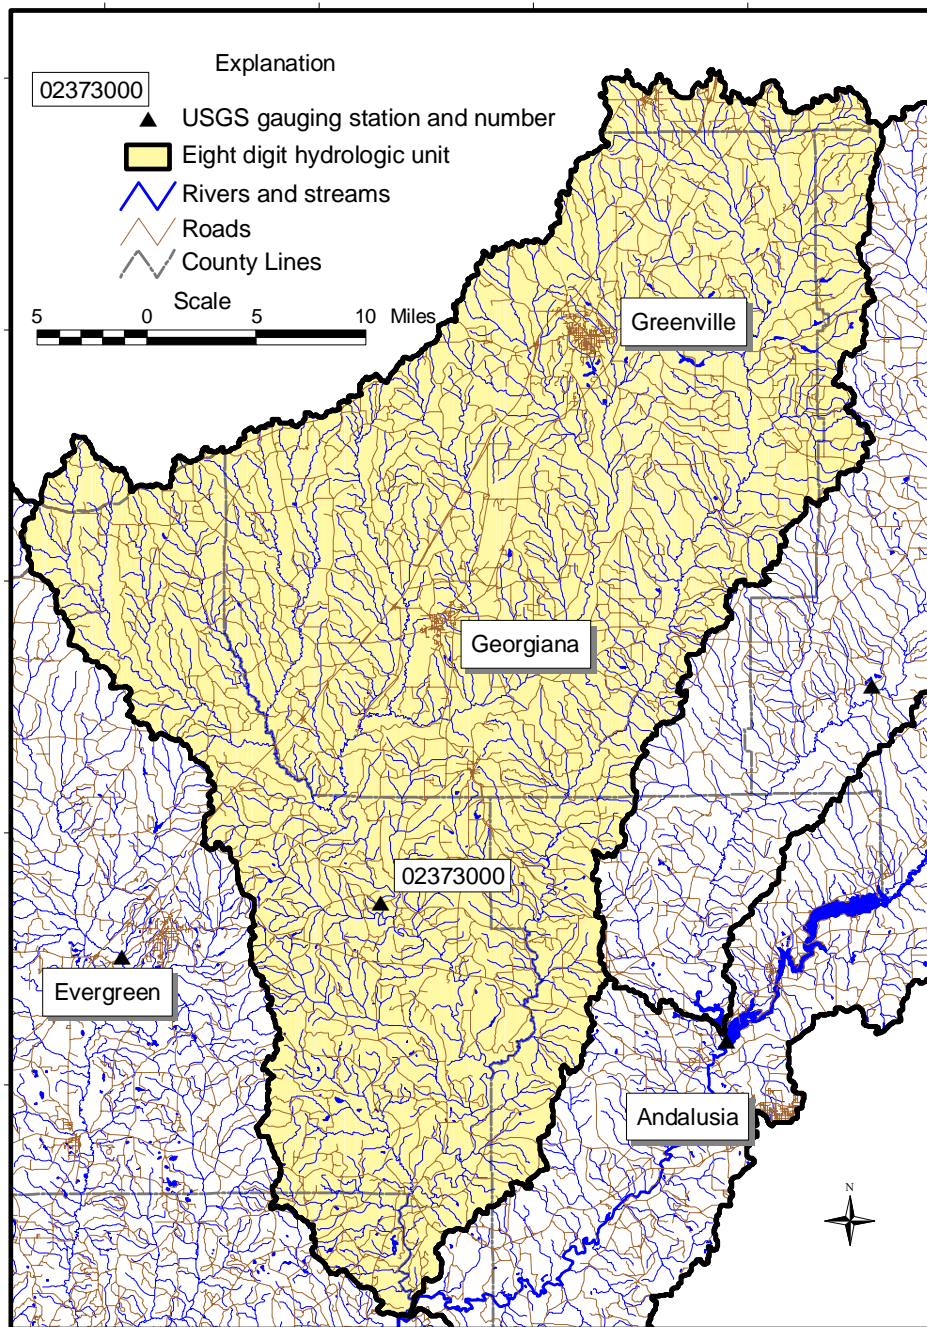 Explanation
02373000
USGS gauging station and number
Eight digit hydrologic unit
Rivers and streams
Roads
County Lines
Scale
5 0 5 10 Miles
Greenville
Georgiana
02373000
Evergreen
Andalusia
N